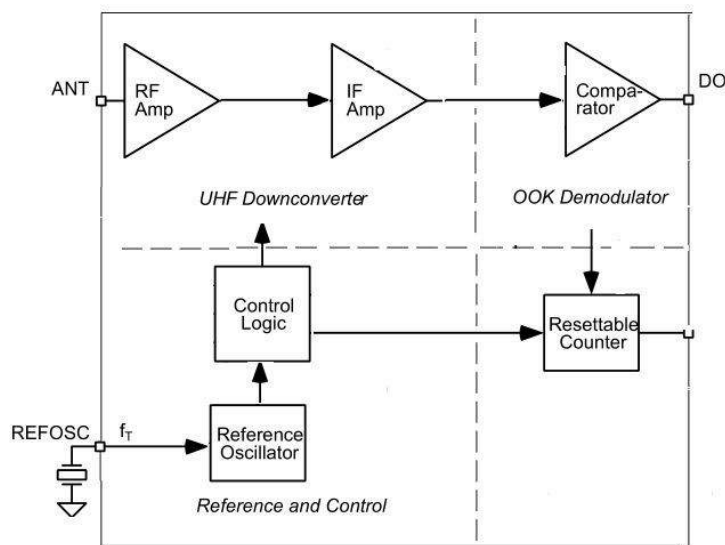 ANT
RF
Amp
IF
Amp
Compa-
rator
DO
UHF Downconverter
OOK Demodulator
Control
Logic
Resettable
Counter
REFOSC
fT
Reference
Oscillator
Reference and Control